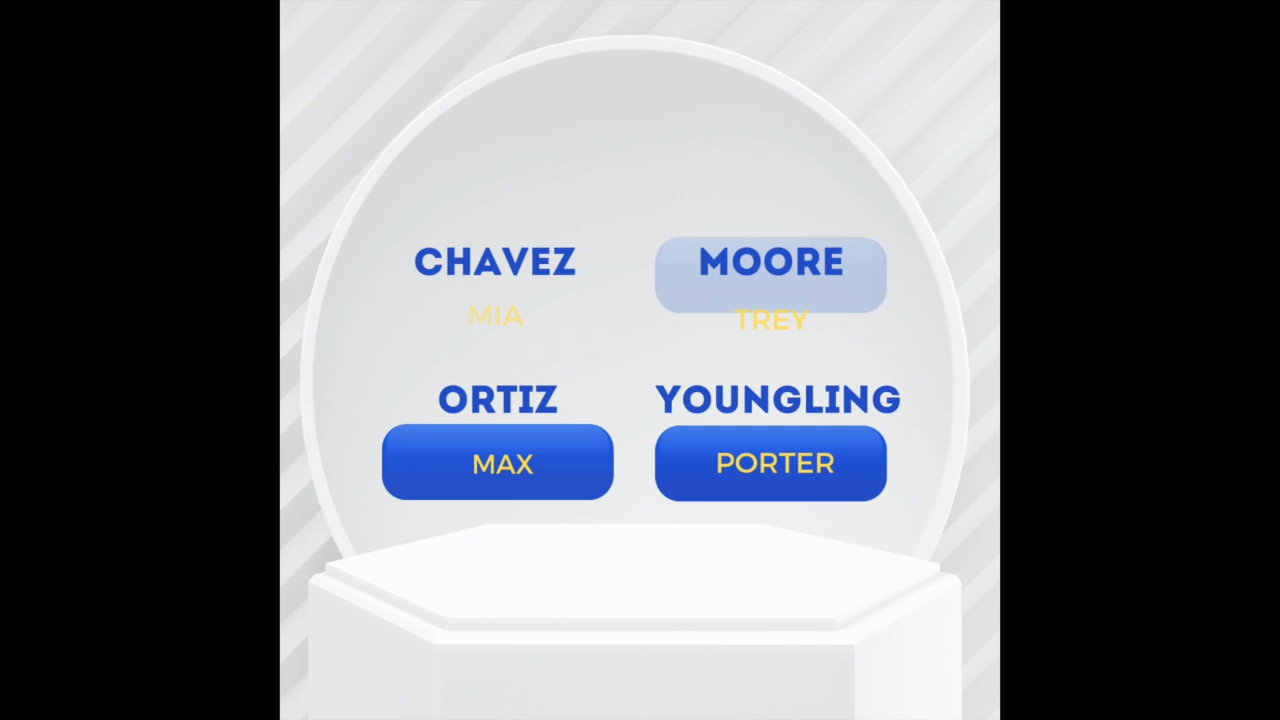 CHAVEZ
MIA
MOORE
TREY
ORTIZ
MAX
YOUNGLING
PORTER